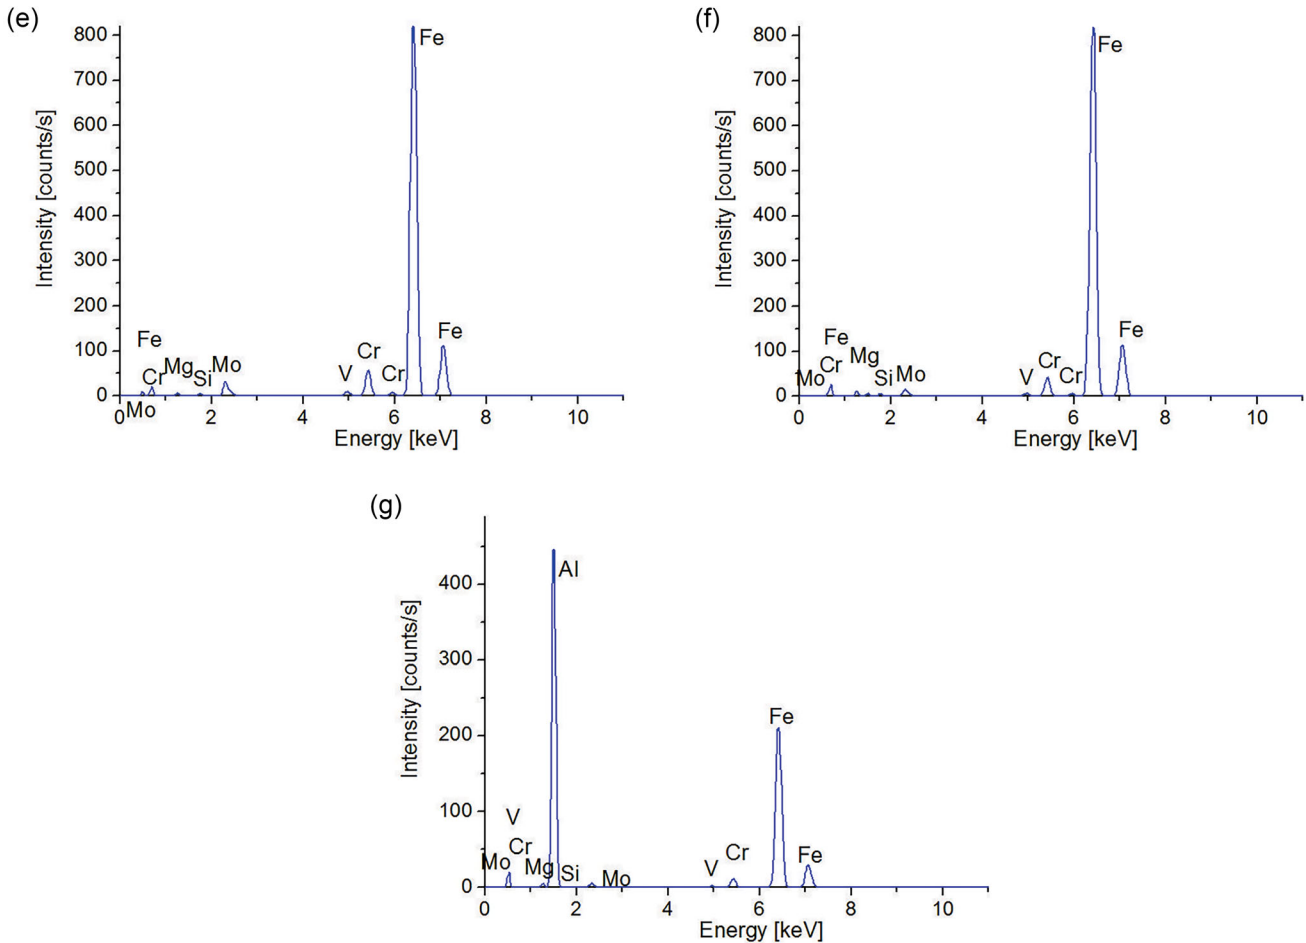 (e)
800
700
600
500
400
300
200
100
0
Intensity [counts/s]
Fe
Fe
Cr
Mo
Mg
Si
Mo
V
Cr
Cr
Fe
0 2 4 6 8 10
Energy [keV]
(f)
800
700
600
500
400
300
200
100
0
Intensity [counts/s]
Fe
Fe
Cr
Mo
Mg
Si
Mo
V
Cr
Cr
Fe
0 2 4 6 8 10
Energy [keV]
(g)
400
300
200
100
0
Intensity [counts/s]
Al
Fe
V
Cr
Mo
Mg
Si
Mo
V
Cr
Fe
0 2 4 6 8 10
Energy [keV]